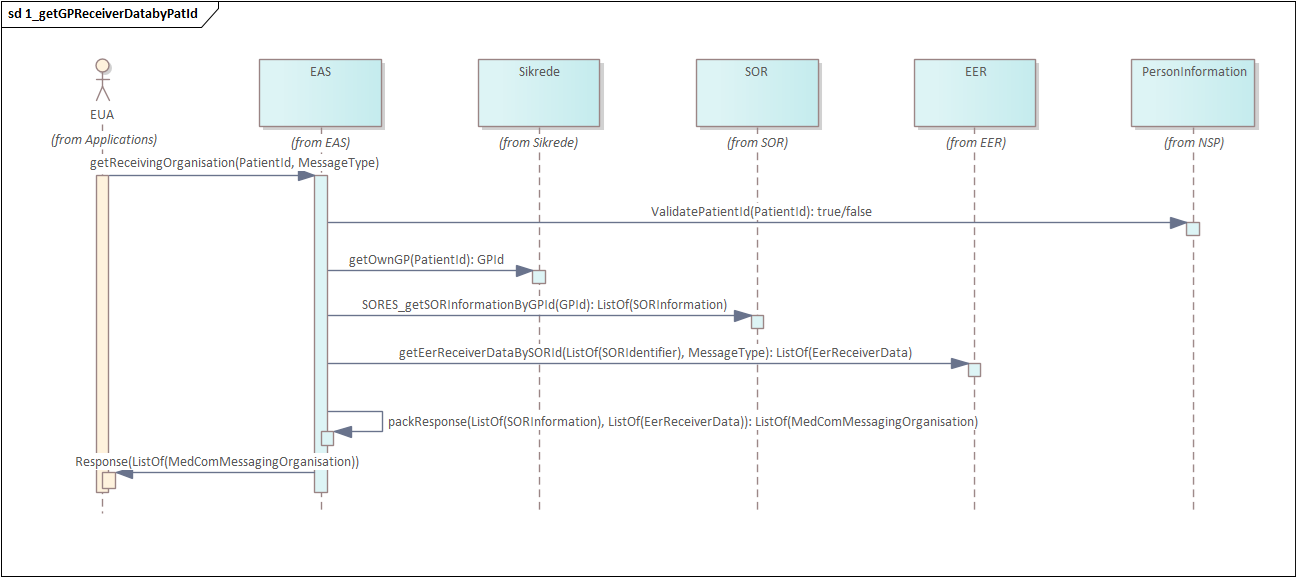 sd 1_getGPReceiverDatabyPatId
EUA
(from Applications)
EAS
(from EAS)
Sikrede
(from Sikrede)
SOR
(from SOR)
EER
(from EER)
PersonInformation
(from NSP)
getReceivingOrganisation(PatientId, MessageType)
ValidatePatientId(PatientId): true/false
getOwnGP(PatientId): GPId
SORES_getSORInformationByGPId(GPId): ListOf(SORInformation)
getEerReceiverDataBySORId(ListOf(SORIdentifier), MessageType): ListOf(EerReceiverData)
packResponse(ListOf(SORInformation), ListOf(EerReceiverData)): ListOf(MedComMessagingOrganisation)
Response(ListOf(MedComMessagingOrganisation))